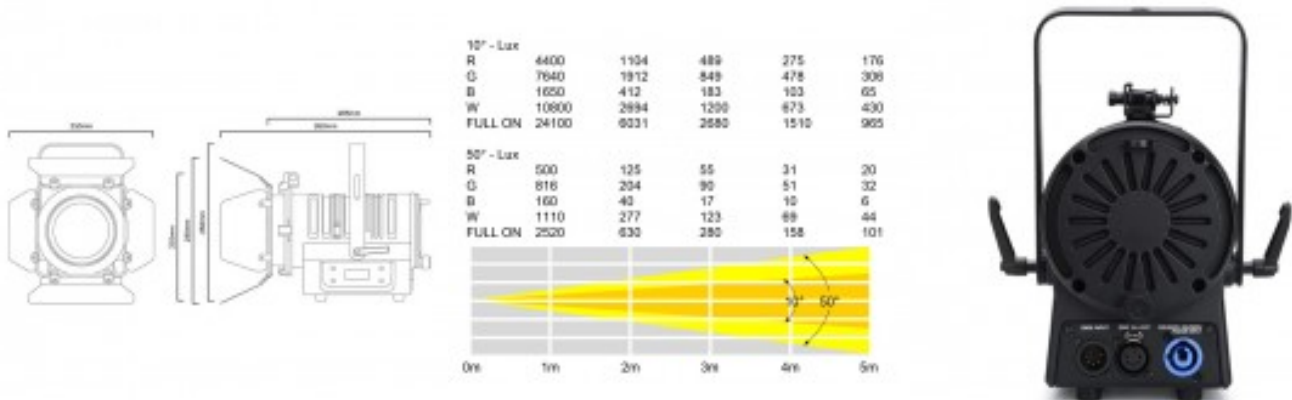 10° - Lux
R 4400 1104 489 275 176
G 7640 1912 849 478 306
B 1650 412 183 103 65
W 10800 2694 1200 673 430
FULL ON 24100 6031 2680 1510 965
50° - Lux
R 500 125 55 31 20
G 816 204 90 51 32
B 160 40 17 10 6
W 1110 277 123 69 44
FULL ON 2520 630 280 158 101
10° 50°
0m 1m 2m 3m 4m 5m